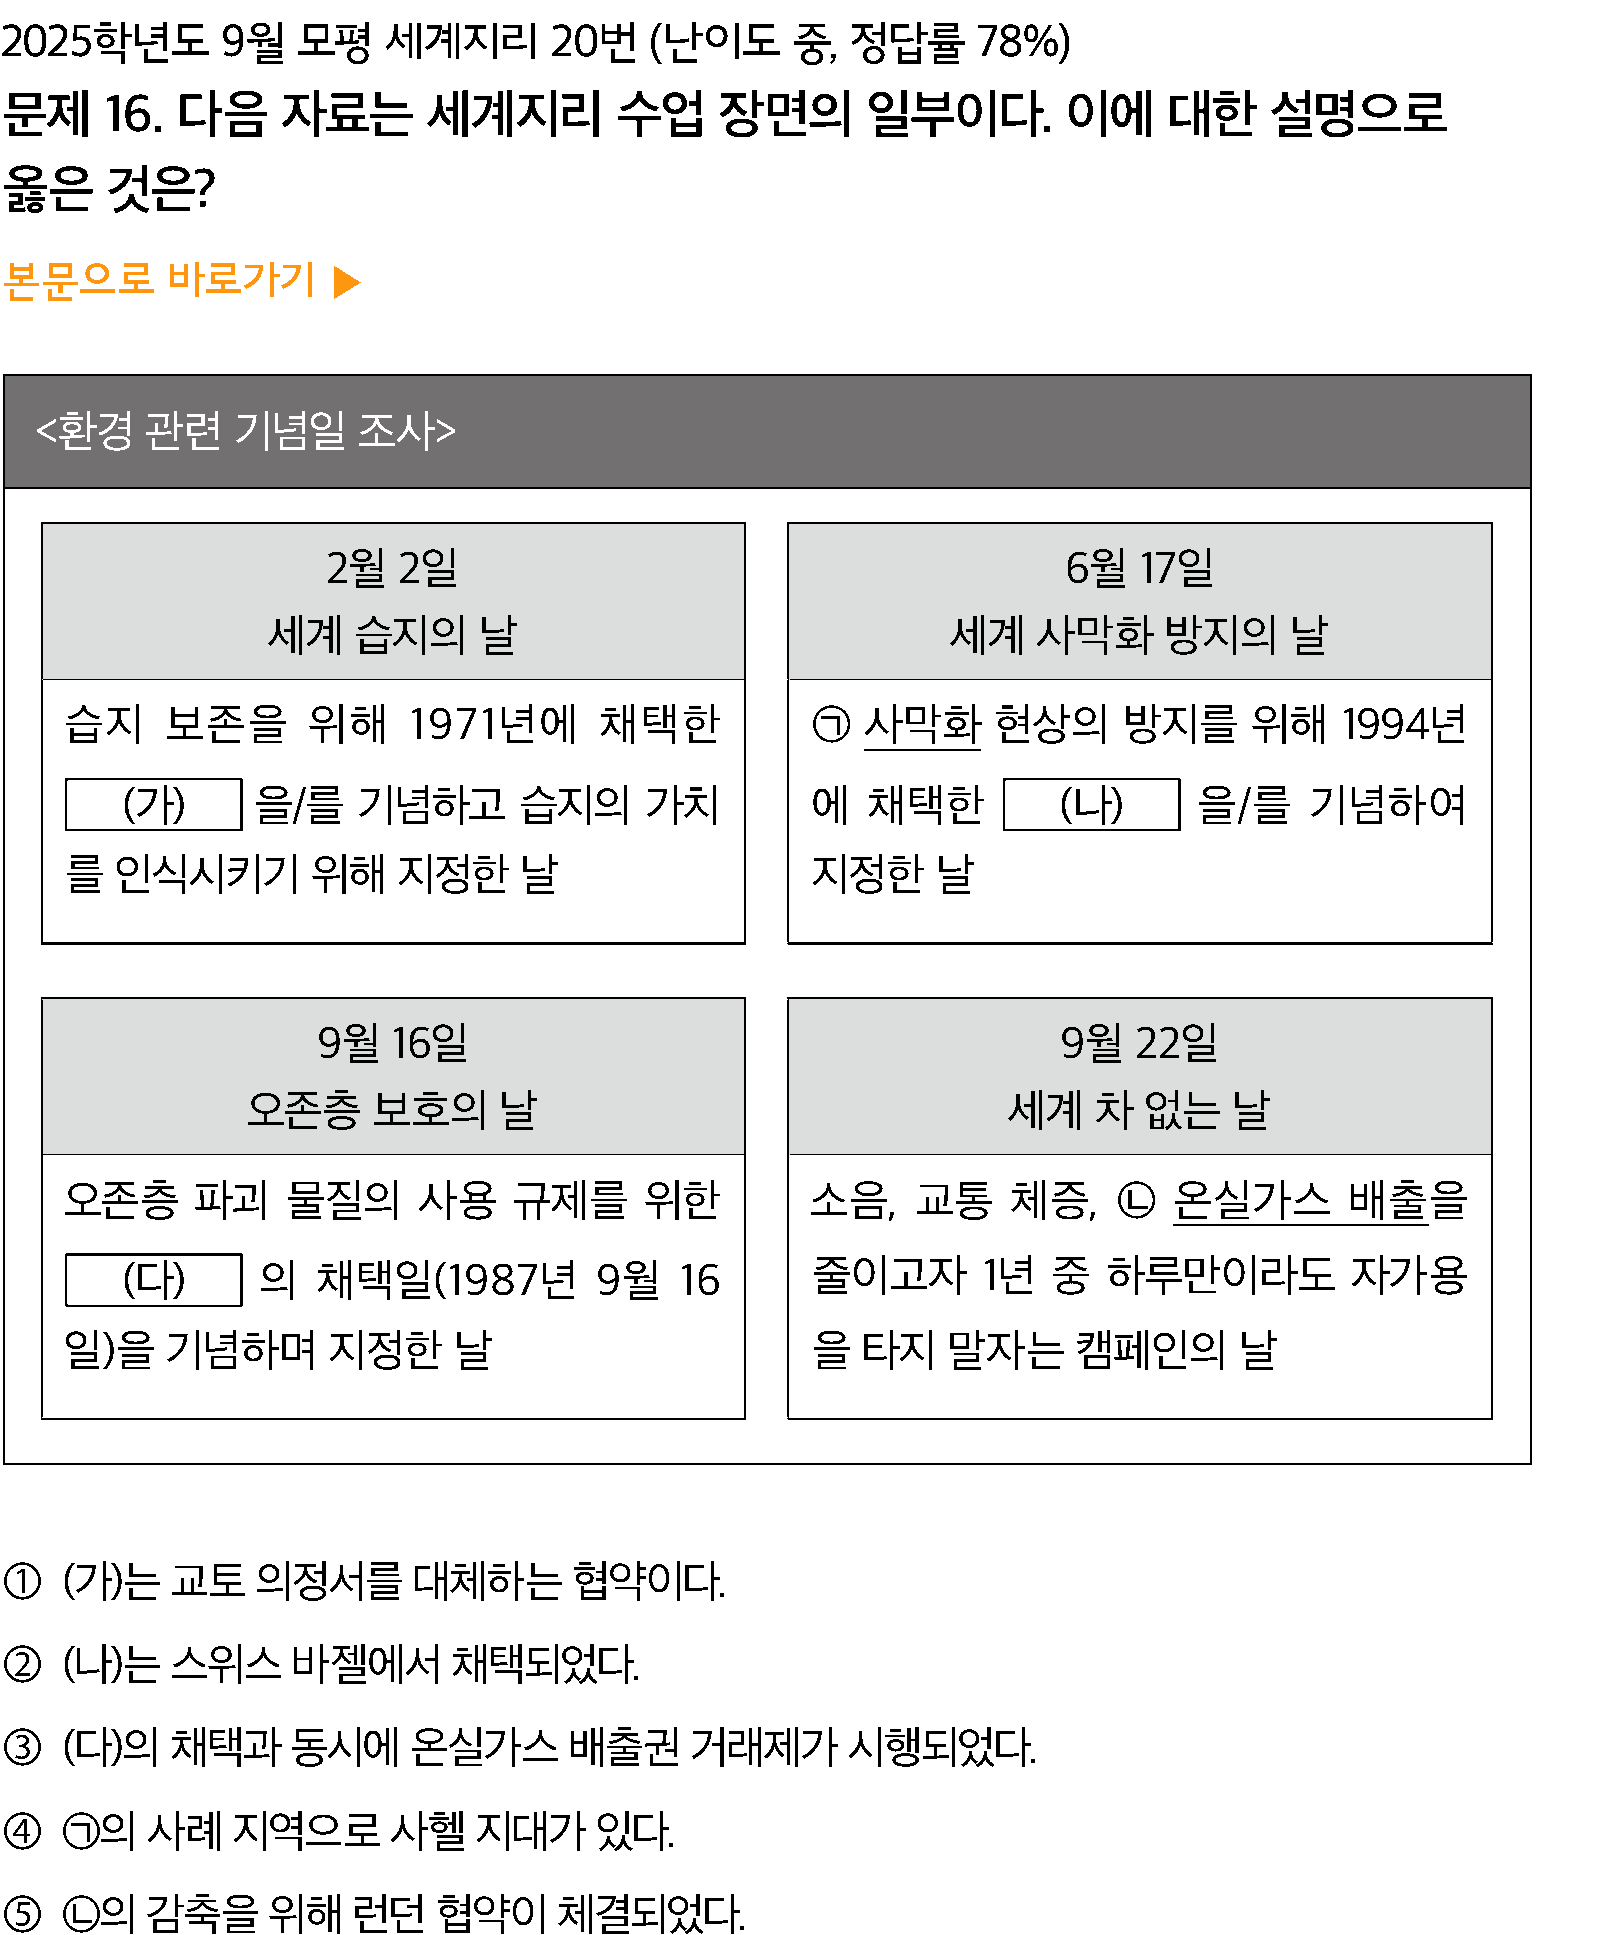 2025학년도 9월 모평 세계지리 20번 (난이도 중, 정답률 78%)
문제 16. 다음 자료는 세계지리 수업 장면의 일부이다. 이에 대한 설명으로
옳은 것은?
본문으로 바로가기 ▶
<환경 관련 기념일 조사>
2월 2일
세계 습지의 날
습지 보존을 위해 1971년에 채택한
(가) 을/를 기념하고 습지의 가치
를 인식시키기 위해 지정한 날
6월 17일
세계 사막화 방지의 날
㉠ 사막화 현상의 방지를 위해 1994년
에 채택한 (나) 을/를 기념하여
지정한 날
9월 16일
오존층 보호의 날
오존층 파괴 물질의 사용 규제를 위한
(다) 의 채택일(1987년 9월 16
일)을 기념하며 지정한 날
9월 22일
세계 차 없는 날
소음, 교통 체증, ㉡ 온실가스 배출을
줄이고자 1년 중 하루만이라도 자가용
을 타지 말자는 캠페인의 날
① (가)는 교토 의정서를 대체하는 협약이다.
② (나)는 스위스 바젤에서 채택되었다.
③ (다)의 채택과 동시에 온실가스 배출권 거래제가 시행되었다.
④ ㉠의 사례 지역으로 사헬 지대가 있다.
⑤ ㉡의 감축을 위해 런던 협약이 체결되었다.